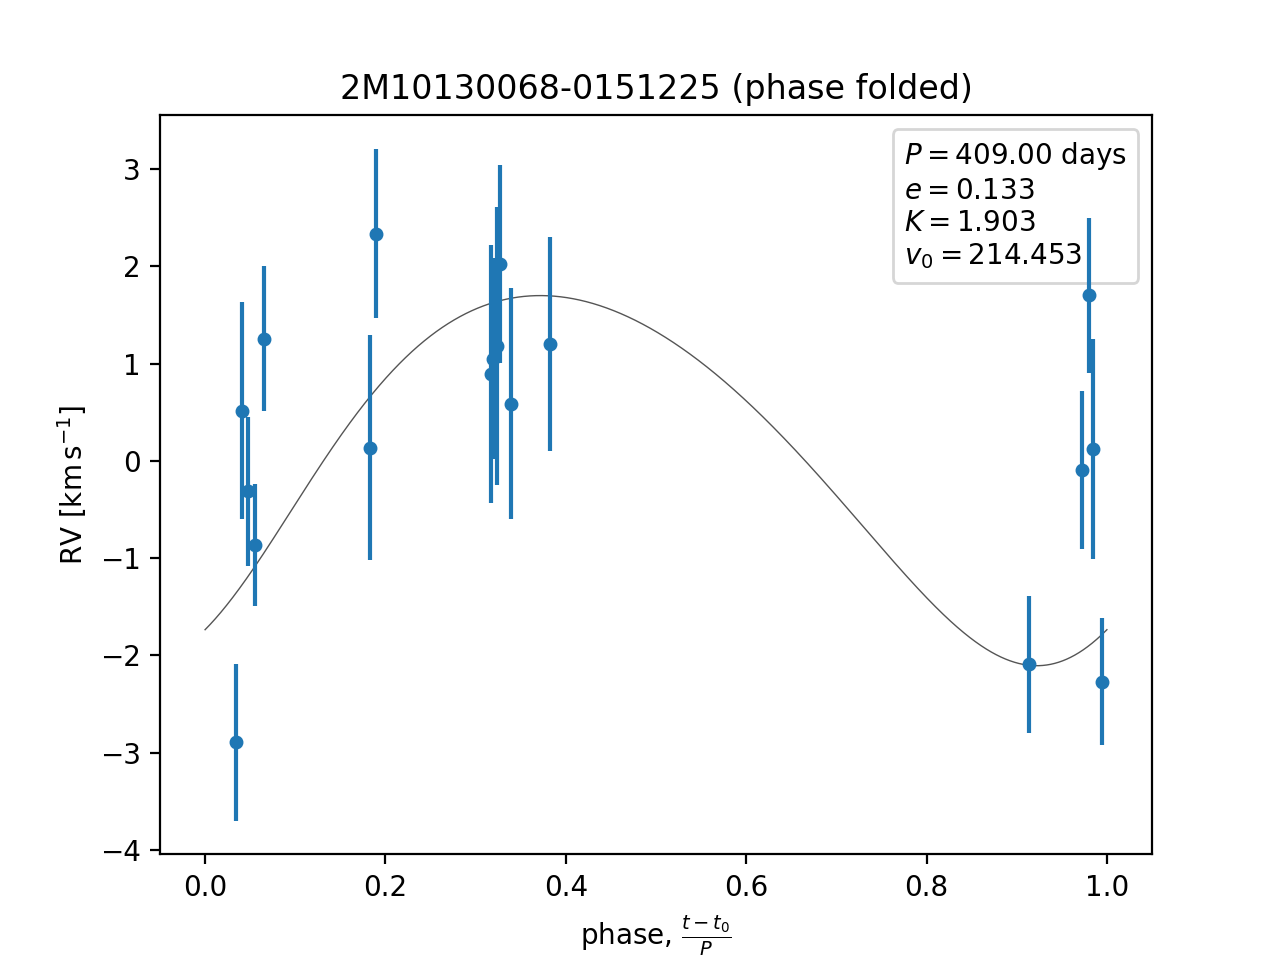 2M10130068-0151225 (phase folded)
P = 409.00 days
e = 0.133
K = 1.903
v₀ = 214.453
3
2
1
0
−1
−2
−3
−4
RV [km s⁻¹]
0.0 0.2 0.4 0.6 0.8 1.0
phase, (t − t₀)/P